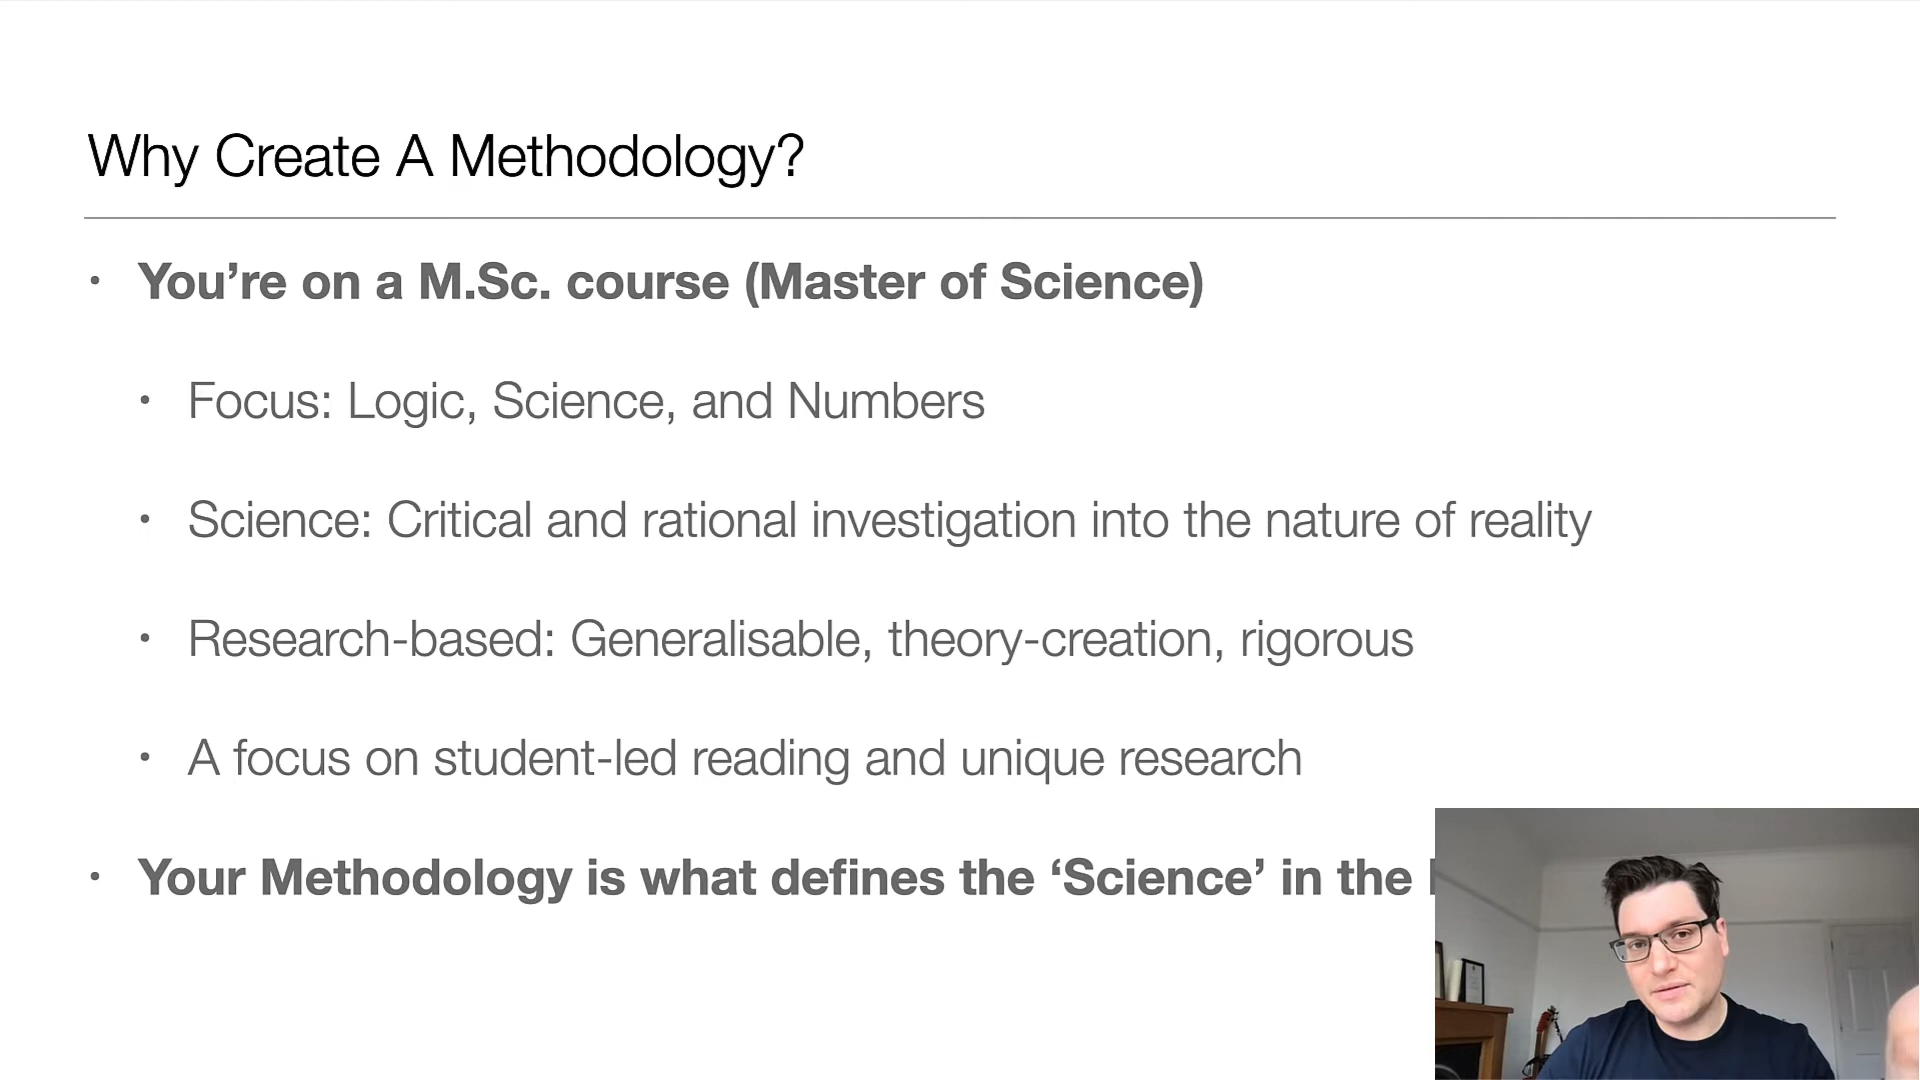 Why Create A Methodology?
• You’re on a M.Sc. course (Master of Science)
• Focus: Logic, Science, and Numbers
• Science: Critical and rational investigation into the nature of reality
• Research-based: Generalisable, theory-creation, rigorous
• A focus on student-led reading and unique research
• Your Methodology is what defines the ‘Science’ in the